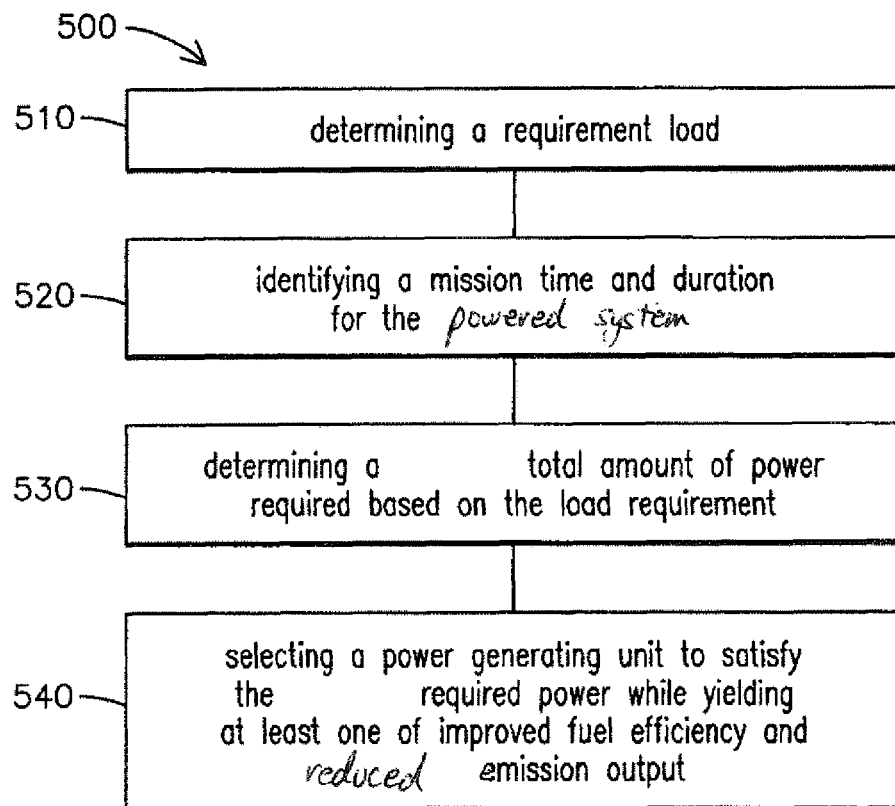 500
510
determining a requirement load
520
identifying a mission time and duration
for the powered system
530
determining a total amount of power
required based on the load requirement
540
selecting a power generating unit to satisfy
the required power while yielding
at least one of improved fuel efficiency and
reduced emission output